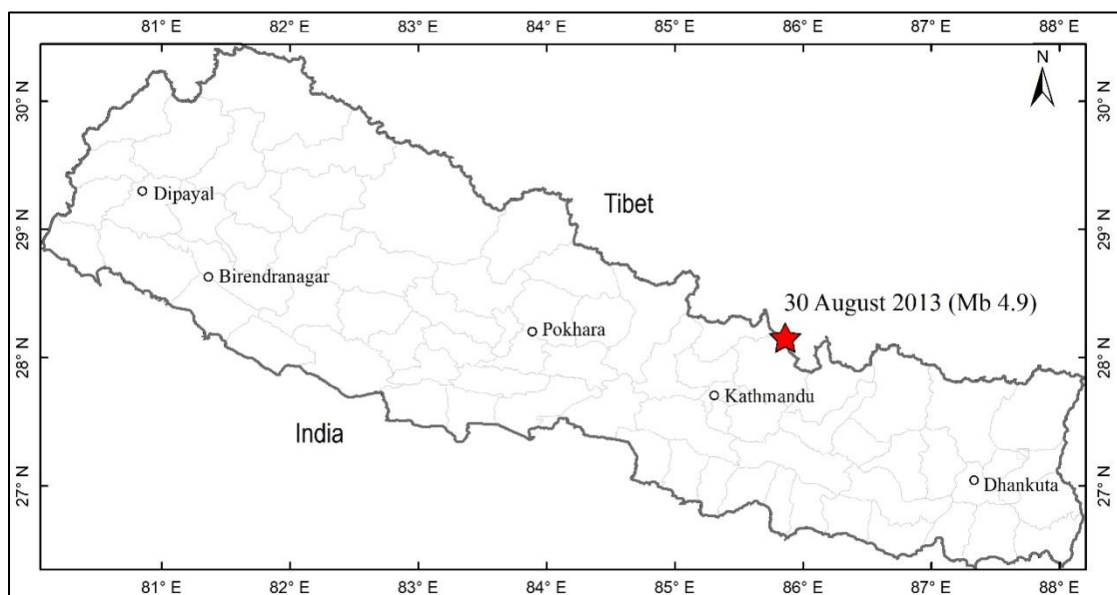 81° E 82° E 83° E 84° E 85° E 86° E 87° E 88° E
N
30° N 30° N
Dipayal
Tibet
29° N 29° N
Birendranagar
30 August 2013 (Mb 4.9)
Pokhara
28° N 28° N
Kathmandu
India
27° N 27° N
Dhankuta
81° E 82° E 83° E 84° E 85° E 86° E 87° E 88° E